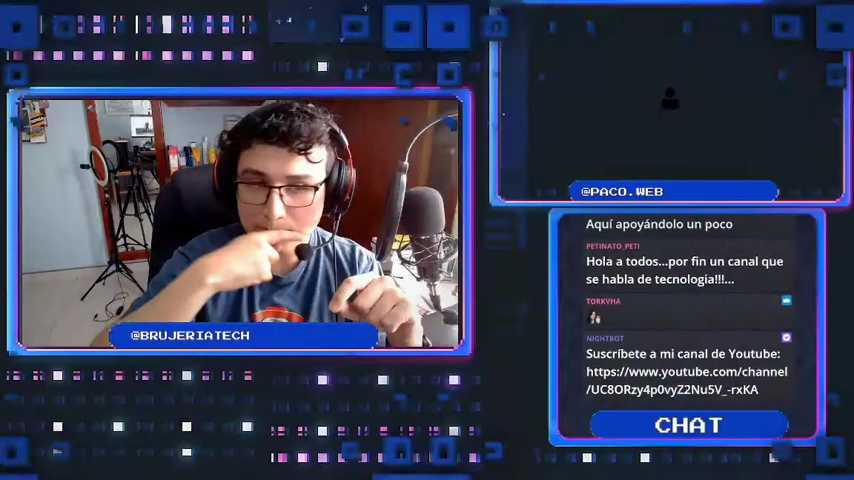 @BRUJERIATECH
@PACO.WEB
Aquí apoyándolo un poco
PETINATO_PETI
Hola a todos...por fin un canal que
se habla de tecnologia!!!...
TORKVHA
NIGHTBOT
Suscríbete a mi canal de Youtube:
https://www.youtube.com/channel
/UC8ORzy4p0vyZ2Nu5V_-rxKA
CHAT